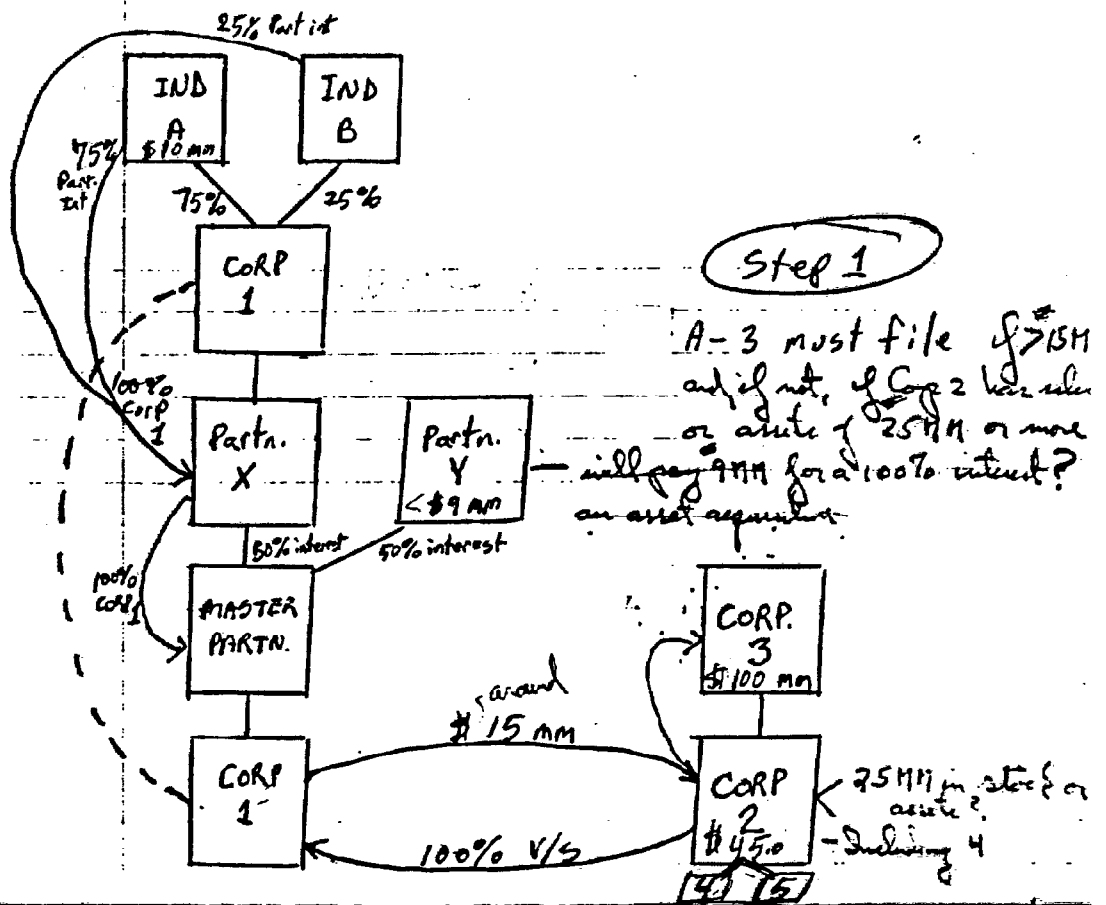 25% Part int
IND
A
$10 mm
IND
B
75%
Part.
Int
75%
25%
CORP
1
Step 1
A-3 must file if >$15M
and, if not, if Corp 2 has sales
or assets of 25MM or more
will pay $9MM for a 100% interest?
an asset acquisition
100%
Corp
1
Partn.
X
Partn.
Y
< $9 mm
50% interest
50% interest
100%
CORP
1
MASTER
PARTN.
CORP.
3
$100 mm
around
$ 15 mm
CORP
1
100% V/S
CORP
2
$45.0
25MM in stock or
assets?
- Including 4
4
5